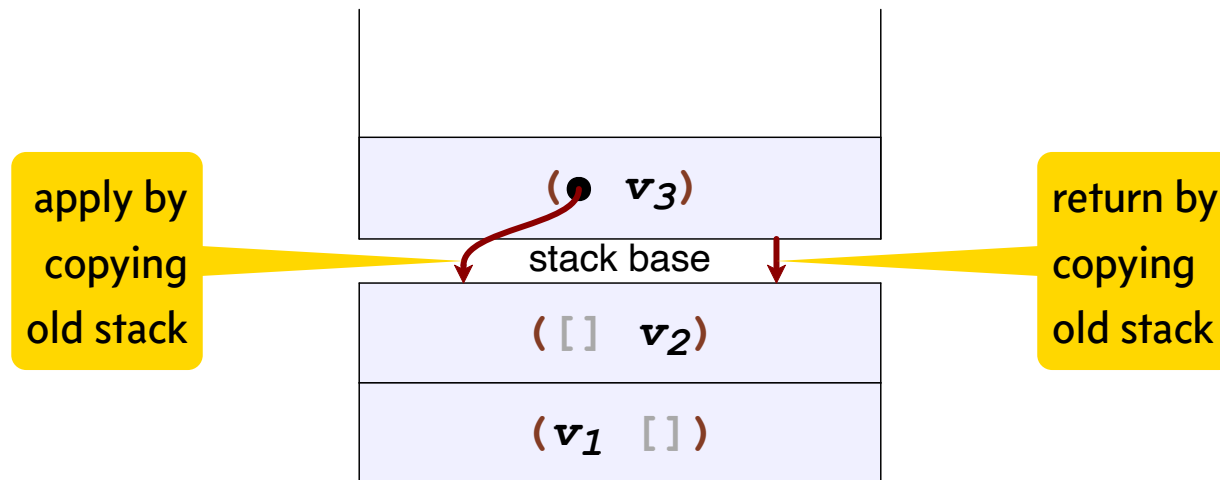 apply by
copying
old stack
(● v3)
stack base
([] v2)
(v1 [])
return by
copying
old stack